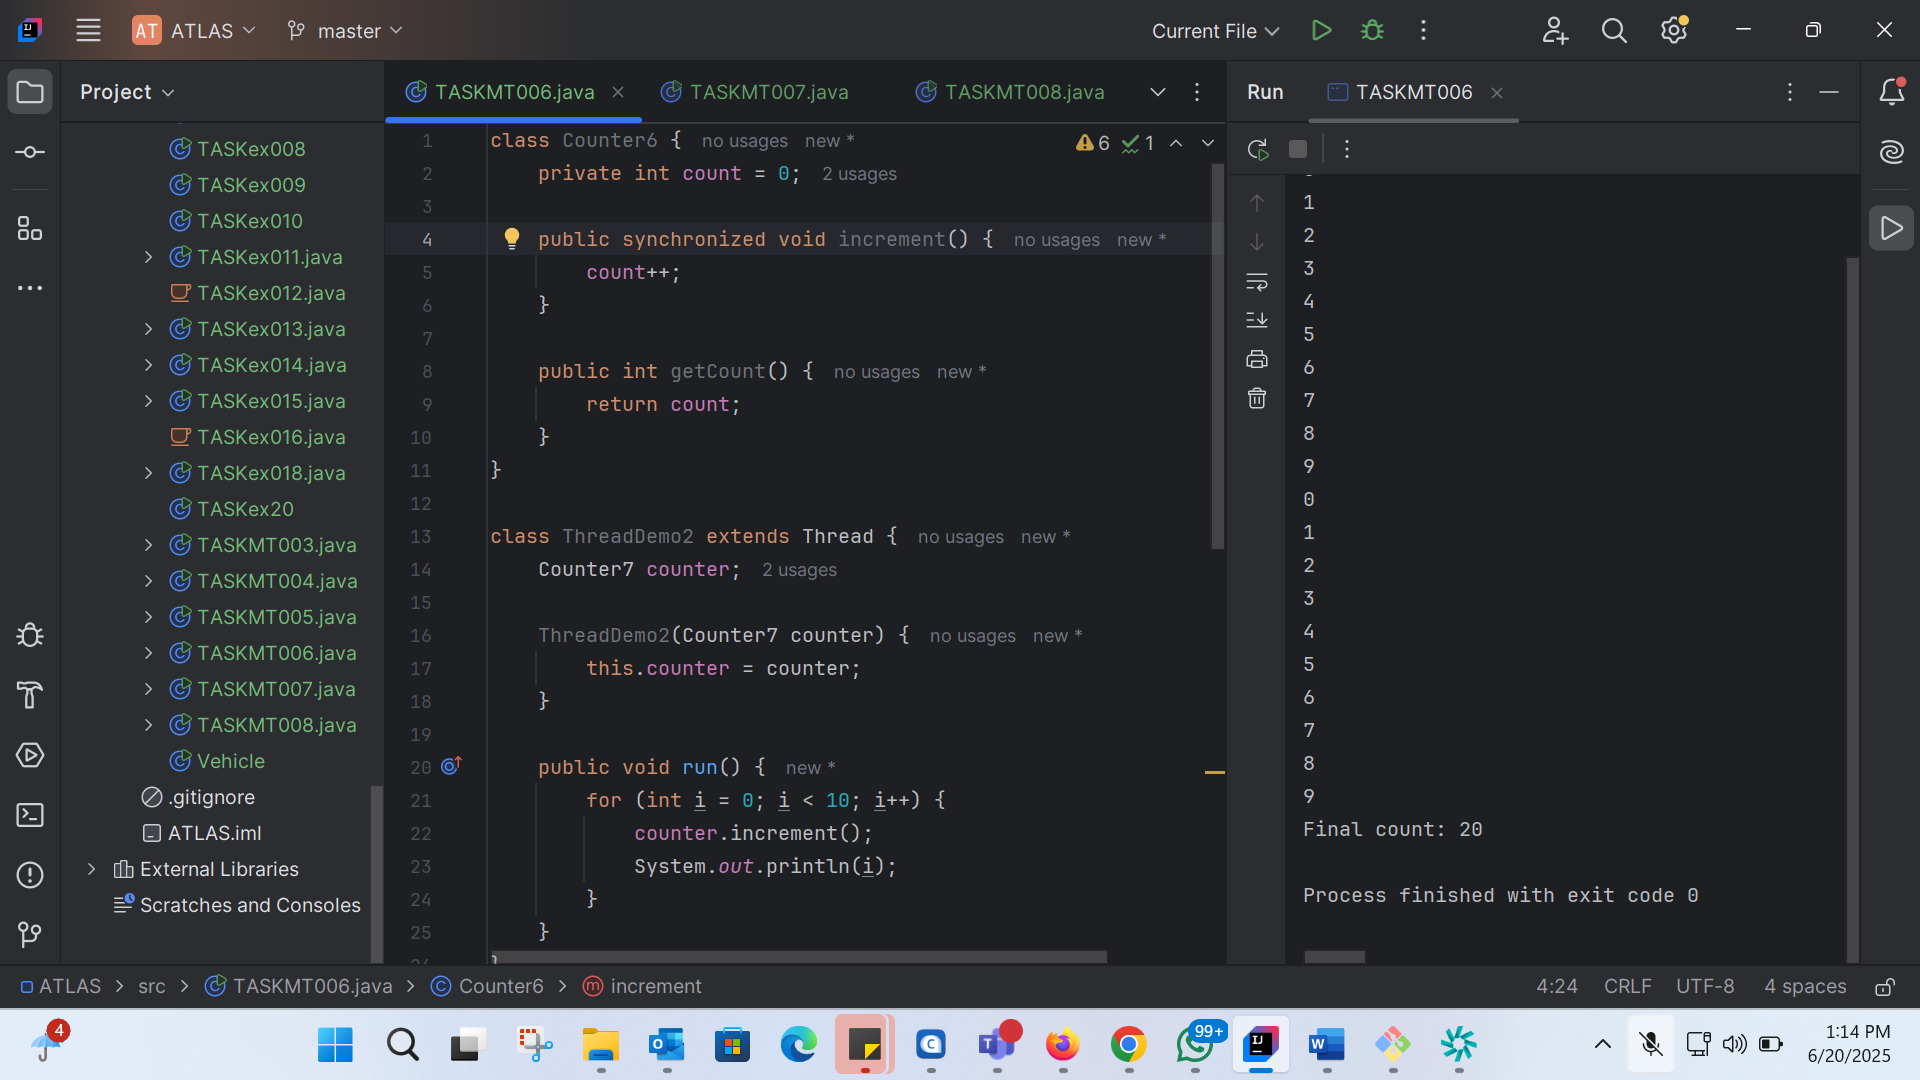 AT ATLAS master Current File
Project
TASKex008
TASKex009
TASKex010
TASKex011.java
TASKex012.java
TASKex013.java
TASKex014.java
TASKex015.java
TASKex016.java
TASKex018.java
TASKex20
TASKMT003.java
TASKMT004.java
TASKMT005.java
TASKMT006.java
TASKMT007.java
TASKMT008.java
Vehicle
.gitignore
ATLAS.iml
External Libraries
Scratches and Consoles
TASKMT006.java TASKMT007.java TASKMT008.java
6 1
1 class Counter6 { no usages new *
2 private int count = 0; 2 usages
3
4 public synchronized void increment() { no usages new *
5 count++;
6 }
7
8 public int getCount() { no usages new *
9 return count;
10 }
11 }
12
13 class ThreadDemo2 extends Thread { no usages new *
14 Counter7 counter; 2 usages
15
16 ThreadDemo2(Counter7 counter) { no usages new *
17 this.counter = counter;
18 }
19
20 public void run() { new *
21 for (int i = 0; i < 10; i++) {
22 counter.increment();
23 System.out.println(i);
24 }
25 }
Run TASKMT006
1
2
3
4
5
6
7
8
9
0
1
2
3
4
5
6
7
8
9
Final count: 20
Process finished with exit code 0
ATLAS > src > TASKMT006.java > Counter6 > increment
4:24 CRLF UTF-8 4 spaces
4
99+
1:14 PM
6/20/2025